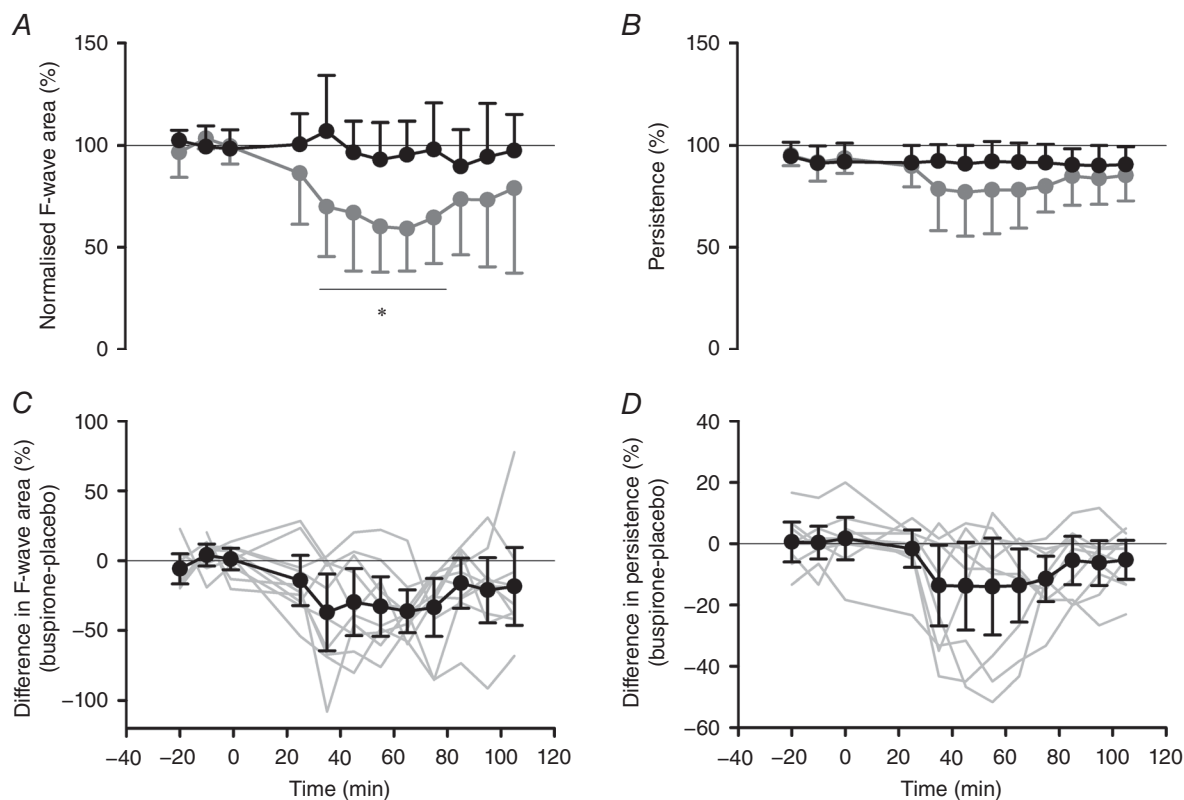 A
Normalised F-wave area (%)
150
100
50
0
*
B
Persistence (%)
150
100
50
0
C
Difference in F-wave area (%)
(buspirone-placebo)
100
50
0
−50
−100
−40 −20 0 20 40 60 80 100 120
Time (min)
D
Difference in persistence (%)
(buspirone-placebo)
40
20
0
−20
−40
−60
−40 −20 0 20 40 60 80 100 120
Time (min)